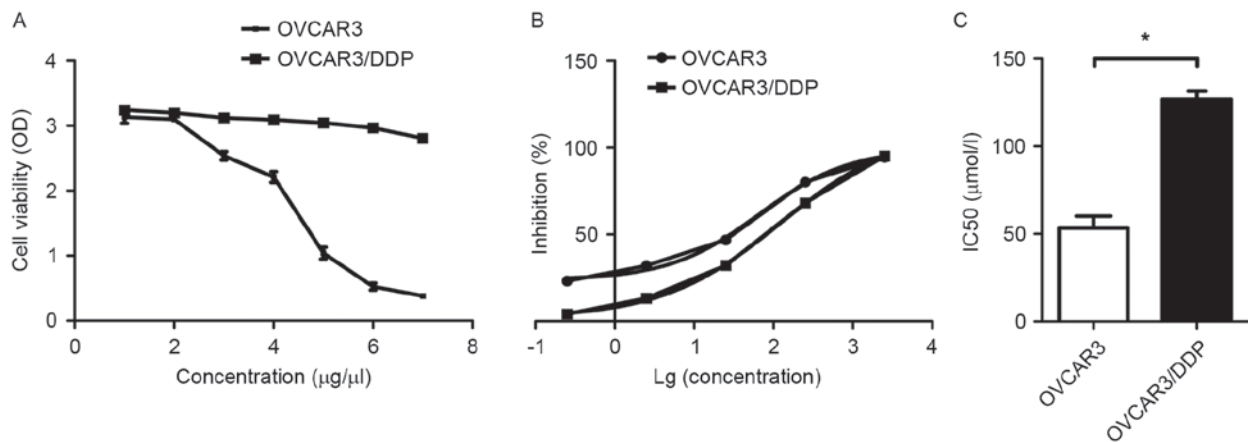 A
OVCAR3
OVCAR3/DDP
4
3
2
1
0
Cell viability (OD)
0 2 4 6 8
Concentration (μg/μl)
B
OVCAR3
OVCAR3/DDP
150
100
50
Inhibition (%)
-1 0 1 2 3 4
Lg (concentration)
C
*
150
100
50
0
IC50 (μmol/l)
OVCAR3
OVCAR3/DDP